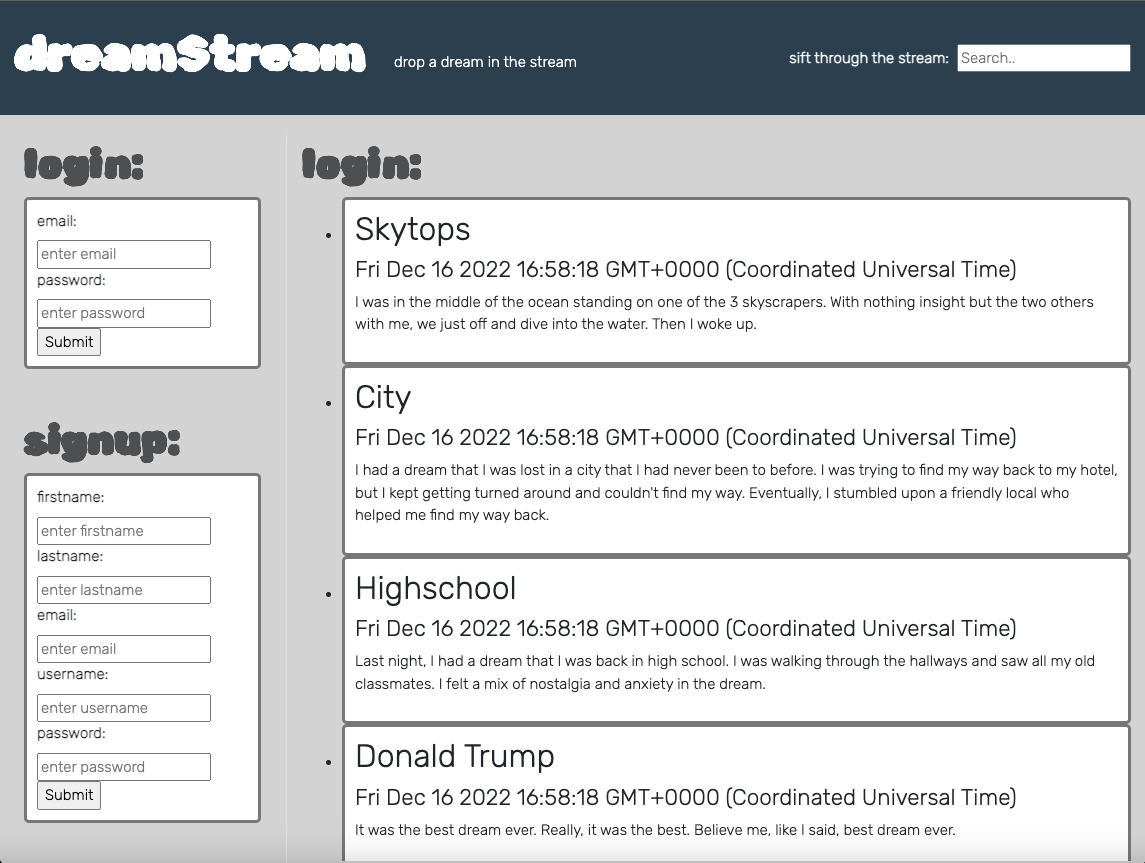 dreamStream
drop a dream in the stream
sift through the stream:
Search..
login:
email:
enter email
password:
enter password
Submit
signup:
firstname:
enter firstname
lastname:
enter lastname
email:
enter email
username:
enter username
password:
enter password
Submit
login:
Skytops
Fri Dec 16 2022 16:58:18 GMT+0000 (Coordinated Universal Time)
I was in the middle of the ocean standing on one of the 3 skyscrapers. With nothing insight but the two others
with me, we just off and dive into the water. Then I woke up.
City
Fri Dec 16 2022 16:58:18 GMT+0000 (Coordinated Universal Time)
I had a dream that I was lost in a city that I had never been to before. I was trying to find my way back to my hotel,
but I kept getting turned around and couldn't find my way. Eventually, I stumbled upon a friendly local who
helped me find my way back.
Highschool
Fri Dec 16 2022 16:58:18 GMT+0000 (Coordinated Universal Time)
Last night, I had a dream that I was back in high school. I was walking through the hallways and saw all my old
classmates. I felt a mix of nostalgia and anxiety in the dream.
Donald Trump
Fri Dec 16 2022 16:58:18 GMT+0000 (Coordinated Universal Time)
It was the best dream ever. Really, it was the best. Believe me, like I said, best dream ever.